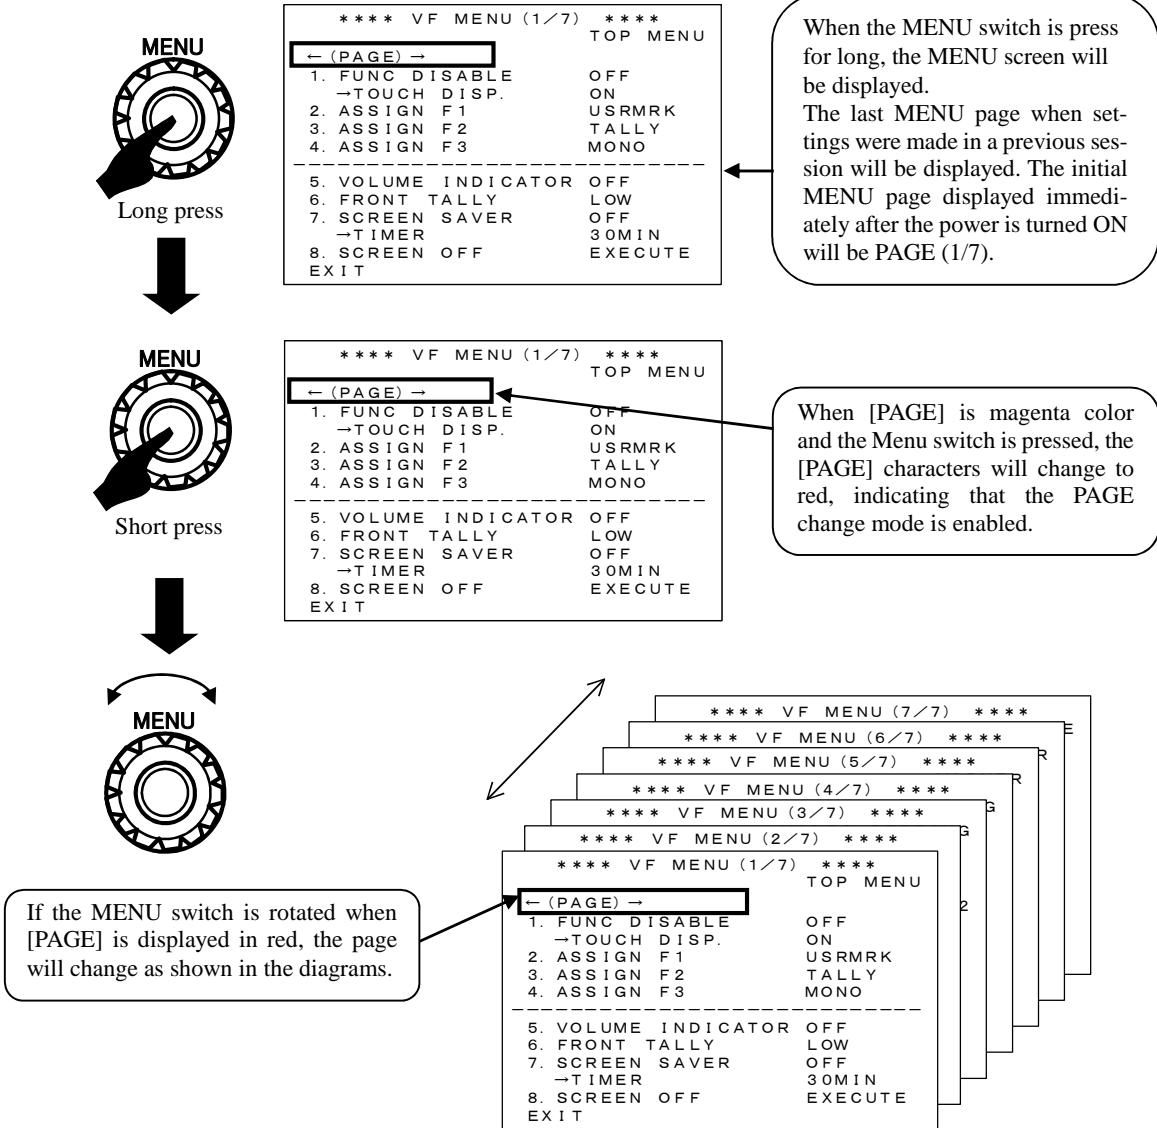 MENU
Long press
**** VF MENU(1/7) ****
TOP MENU
←(PAGE)→
1. FUNC DISABLE OFF
→TOUCH DISP. ON
2. ASSIGN F1 USRMRK
3. ASSIGN F2 TALLY
4. ASSIGN F3 MONO
5. VOLUME INDICATOR OFF
6. FRONT TALLY LOW
7. SCREEN SAVER OFF
→TIMER 30MIN
8. SCREEN OFF EXECUTE
EXIT
When the MENU switch is press
for long, the MENU screen will
be displayed.
The last MENU page when set-
tings were made in a previous ses-
sion will be displayed. The initial
MENU page displayed immedi-
ately after the power is turned ON
will be PAGE (1/7).
MENU
Short press
**** VF MENU(1/7) ****
TOP MENU
←(PAGE)→
1. FUNC DISABLE OFF
→TOUCH DISP. ON
2. ASSIGN F1 USRMRK
3. ASSIGN F2 TALLY
4. ASSIGN F3 MONO
5. VOLUME INDICATOR OFF
6. FRONT TALLY LOW
7. SCREEN SAVER OFF
→TIMER 30MIN
8. SCREEN OFF EXECUTE
EXIT
When [PAGE] is magenta color
and the Menu switch is pressed, the
[PAGE] characters will change to
red, indicating that the PAGE
change mode is enabled.
MENU
**** VF MENU(7/7) ****
E
**** VF MENU(6/7) ****
R
**** VF MENU(5/7) ****
R
**** VF MENU(4/7) ****
G
**** VF MENU(3/7) ****
G
**** VF MENU(2/7) ****
2
**** VF MENU(1/7) ****
TOP MENU
←(PAGE)→
1. FUNC DISABLE OFF
→TOUCH DISP. ON
2. ASSIGN F1 USRMRK
3. ASSIGN F2 TALLY
4. ASSIGN F3 MONO
5. VOLUME INDICATOR OFF
6. FRONT TALLY LOW
7. SCREEN SAVER OFF
→TIMER 30MIN
8. SCREEN OFF EXECUTE
EXIT
If the MENU switch is rotated when
[PAGE] is displayed in red, the page
will change as shown in the diagrams.